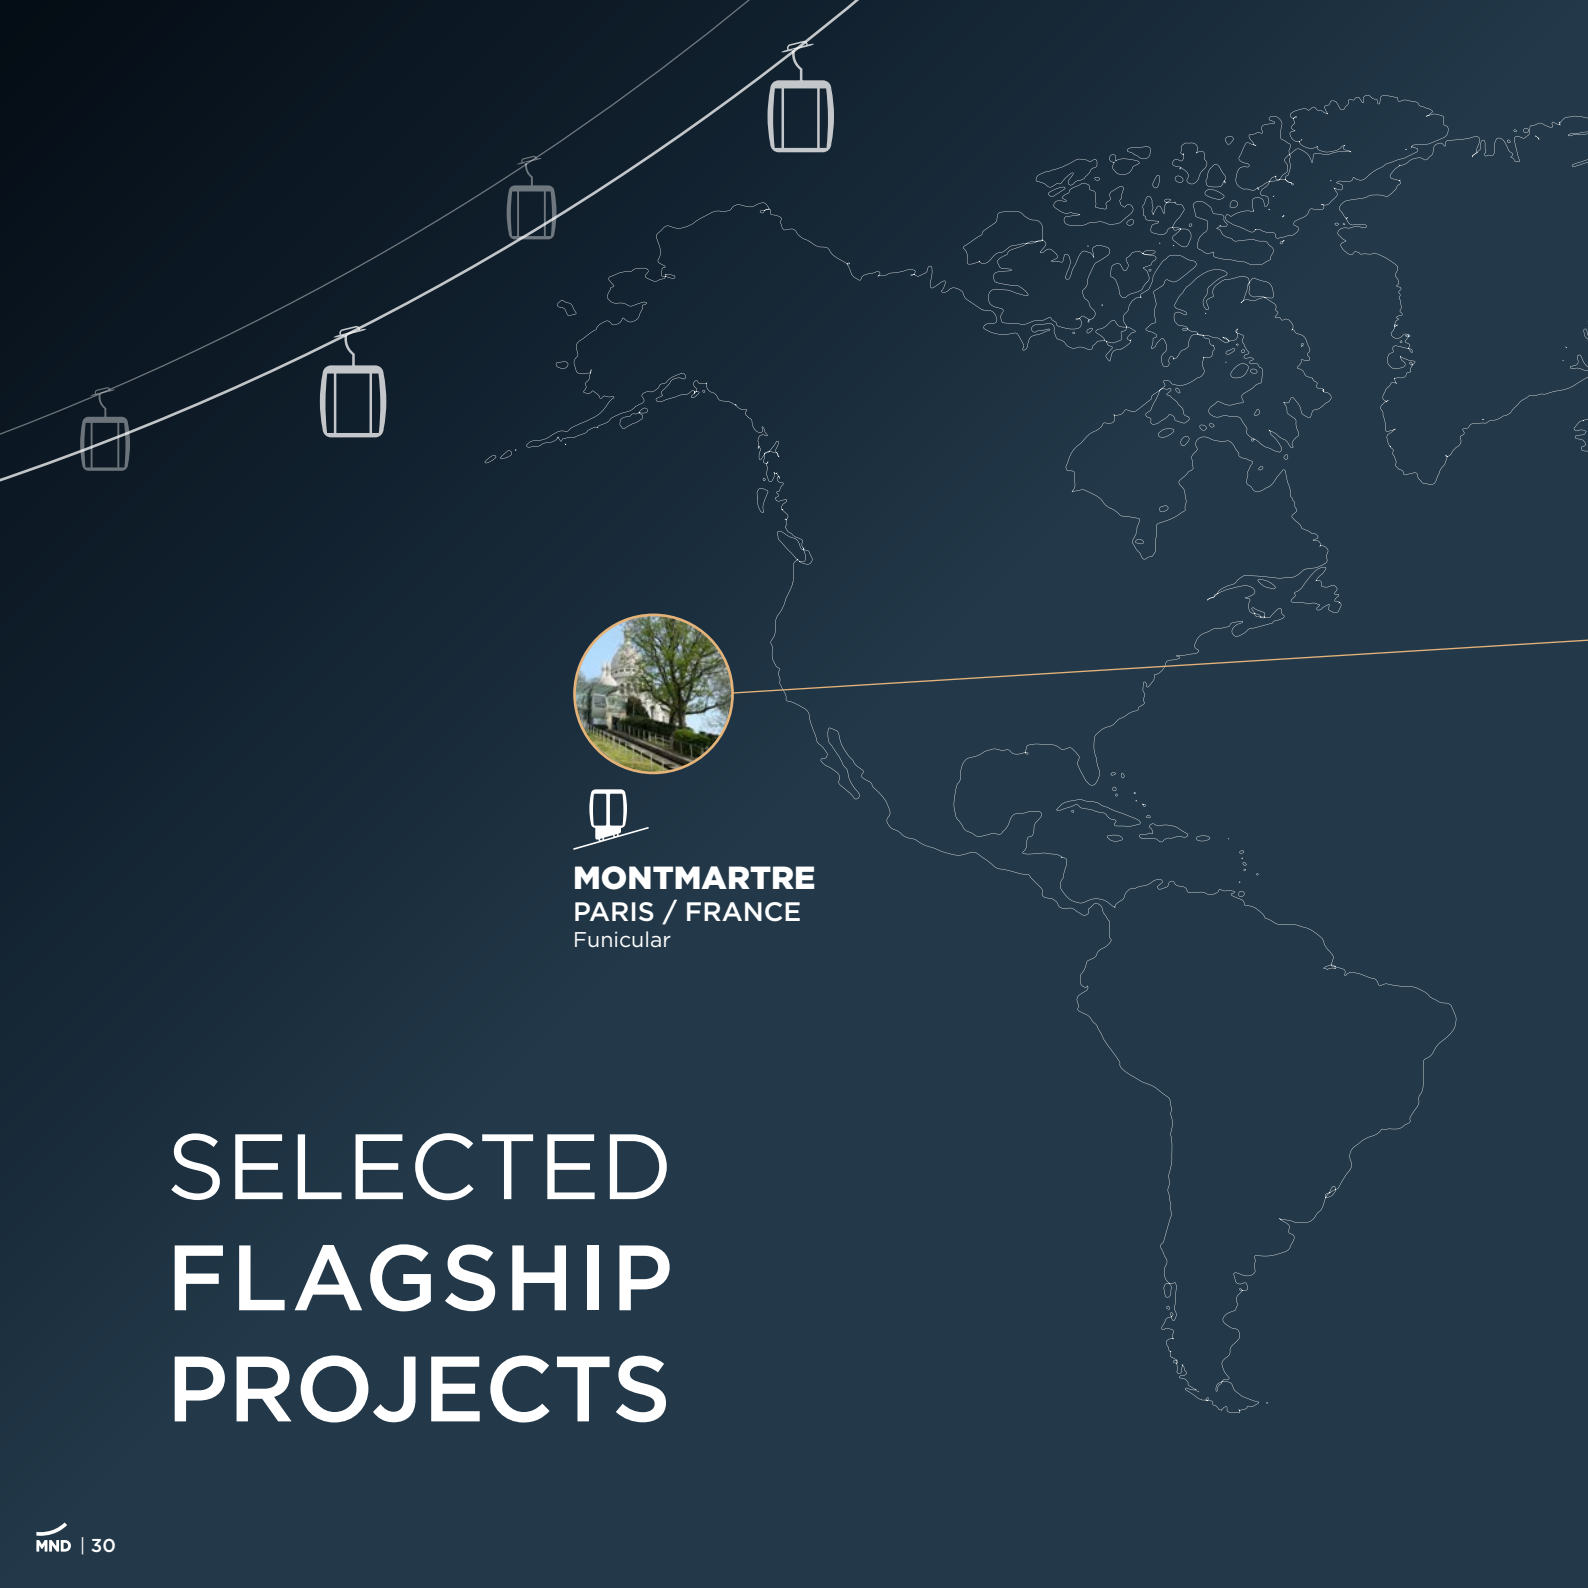 MONTMARTRE
PARIS / FRANCE
Funicular
SELECTED
FLAGSHIP
PROJECTS
MND | 30